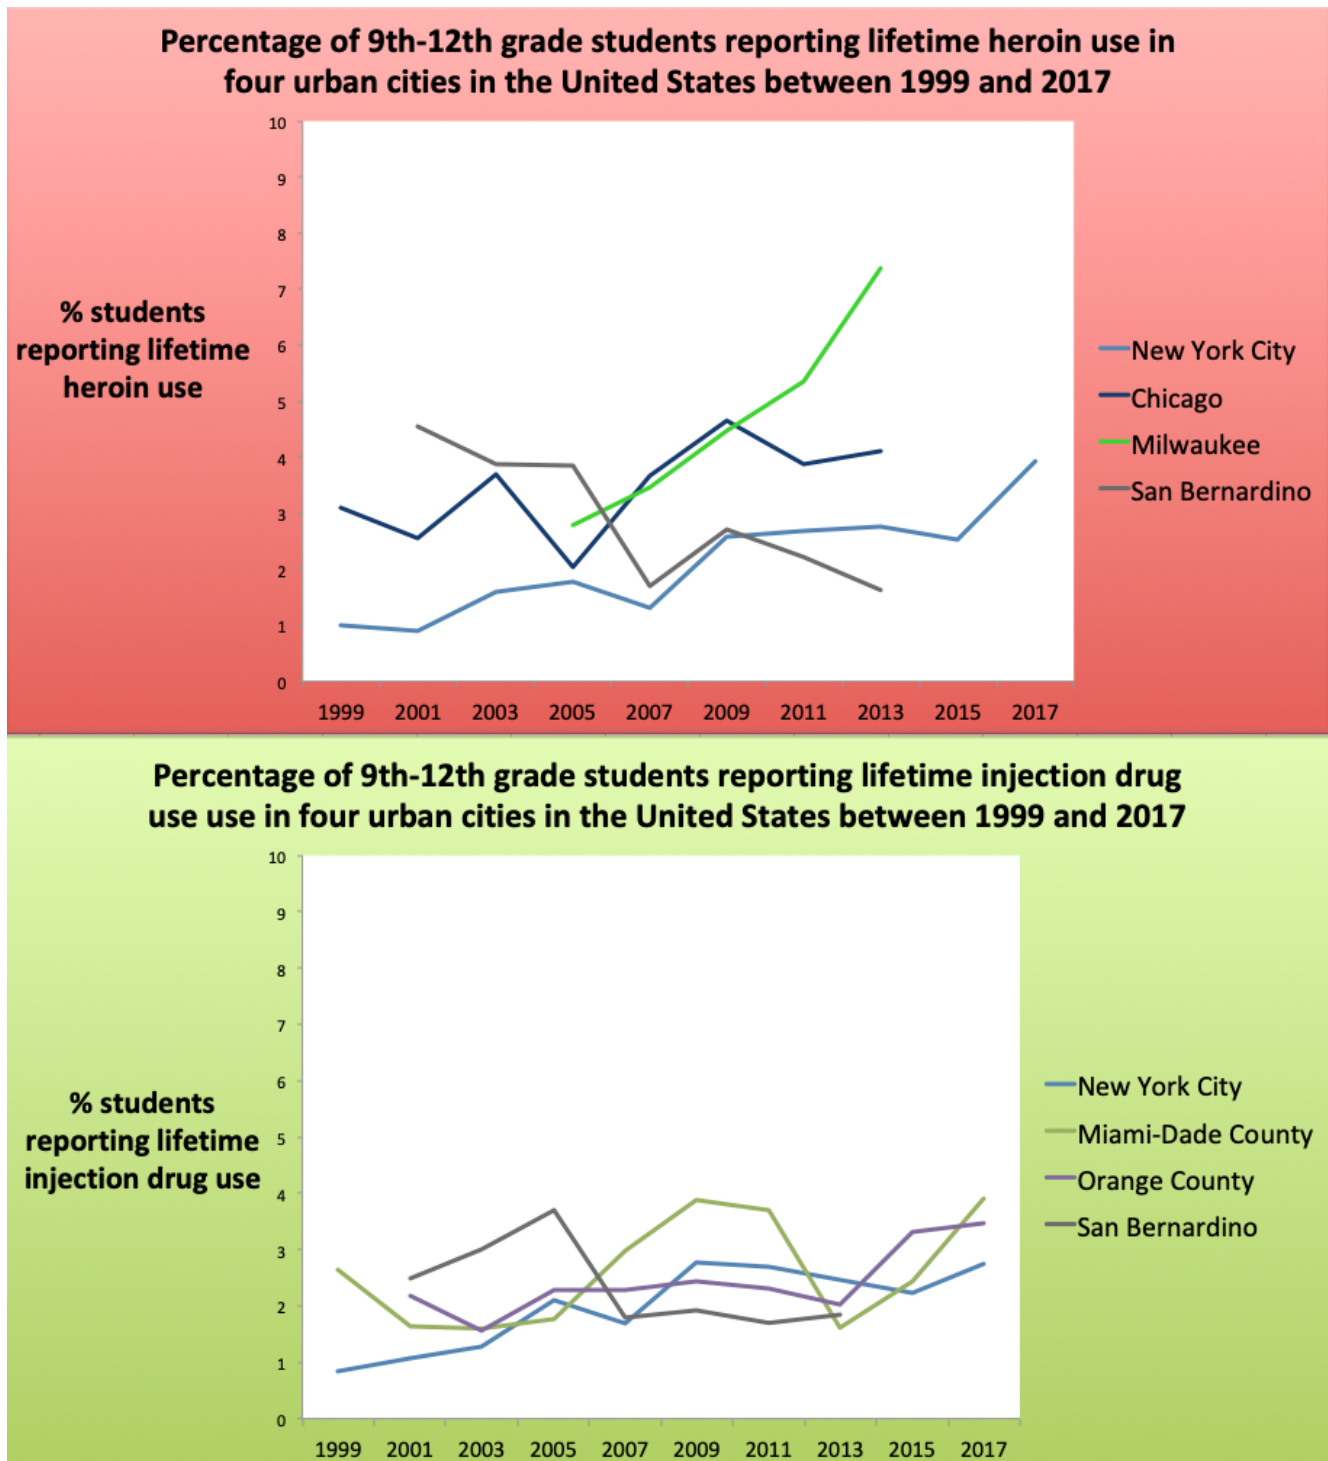 Percentage of 9th-12th grade students reporting lifetime heroin use in
four urban cities in the United States between 1999 and 2017
10
9
8
7
6
5
4
3
2
1
0
% students
reporting lifetime
heroin use
New York City
Chicago
Milwaukee
San Bernardino
1999 2001 2003 2005 2007 2009 2011 2013 2015 2017
Percentage of 9th-12th grade students reporting lifetime injection drug
use use in four urban cities in the United States between 1999 and 2017
10
9
8
7
6
5
4
3
2
1
0
% students
reporting lifetime
injection drug use
New York City
Miami-Dade County
Orange County
San Bernardino
1999 2001 2003 2005 2007 2009 2011 2013 2015 2017